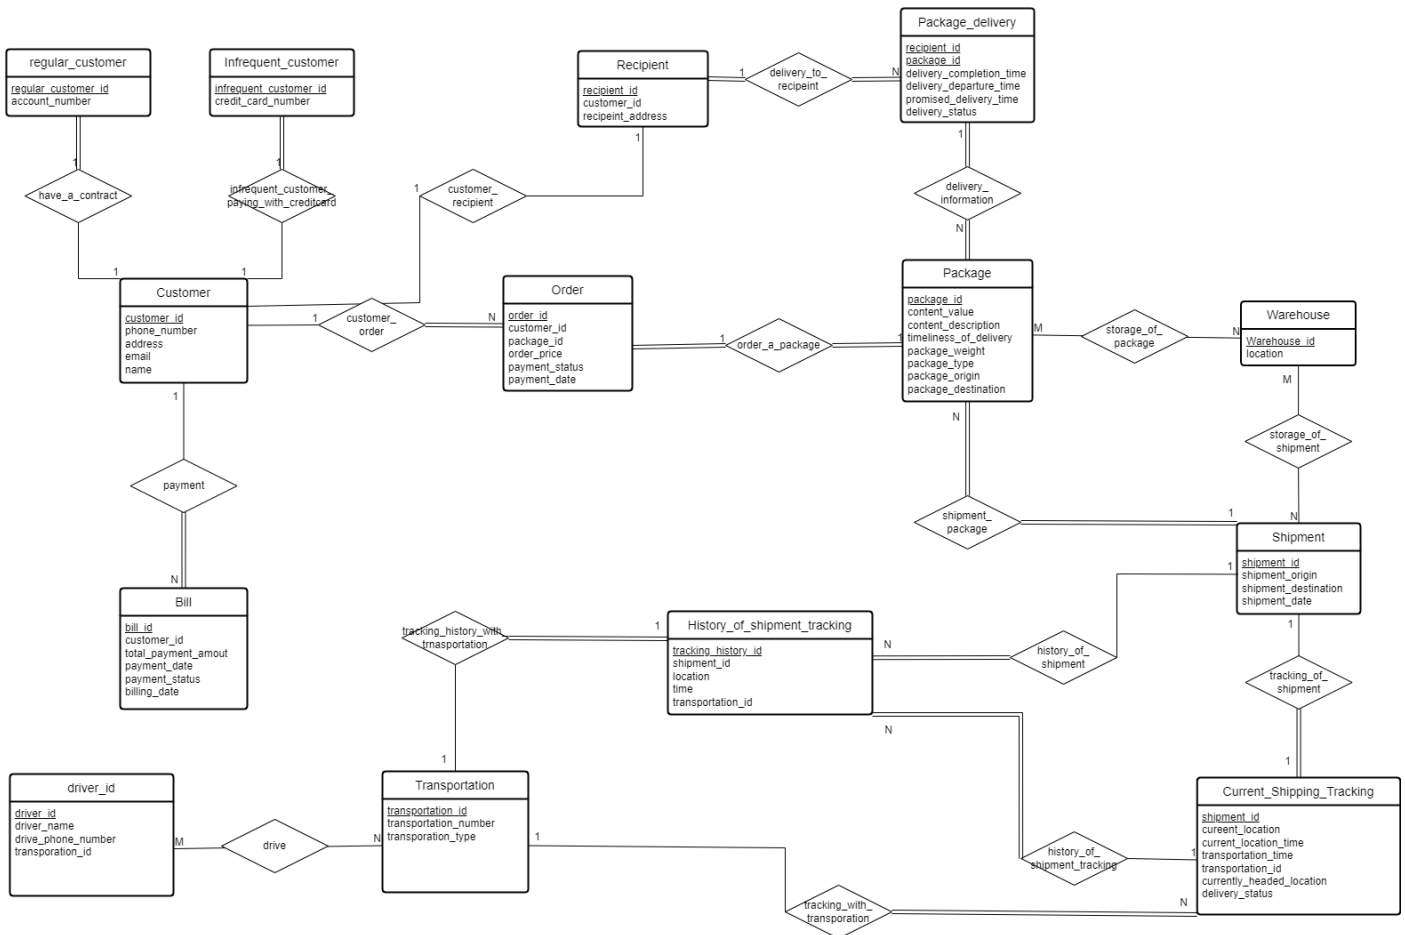 Package_delivery
recipient_id
package_id
delivery_completion_time
delivery_departure_time
promised_delivery_time
delivery_status
regular_customer
regular_customer_id
account_number
Infrequent_customer
infrequent_customer_id
credit_card_number
Recipient
recipient_id
customer_id
recipeint_address
1
delivery_to_
recipeint
N
1
1
1
1
have_a_contract
infrequent_customer_
paying_with_creditcard
1
customer_
recipient
delivery_
information
N
1
1
Customer
customer_id
phone_number
address
email
name
1
customer_
order
N
Order
order_id
customer_id
package_id
order_price
payment_status
payment_date
1
order_a_package
1
Package
package_id
content_value
content_description
timeliness_of_delivery
package_weight
package_type
package_origin
package_destination
M
storage_of_
package
N
Warehouse
Warehouse_id
location
1
N
M
storage_of_
shipment
payment
shipment_
package
1
N
Shipment
shipment_id
shipment_origin
shipment_destination
shipment_date
N
Bill
bill_id
customer_id
total_payment_amout
payment_date
payment_status
billing_date
tracking_history_with_
trnasportation
1
History_of_shipment_tracking
tracking_history_id
shipment_id
location
time
transportation_id
N
history_of_
shipment
1
1
tracking_of_
shipment
N
1
1
driver_id
driver_id
driver_name
drive_phone_number
transporation_id
M
drive
N
Transportation
transportation_id
transportation_number
transporation_type
1
history_of_
shipment_tracking
1
Current_Shipping_Tracking
shipment_id
cureent_location
current_location_time
transportation_time
transportation_id
currently_headed_location
delivery_status
tracking_with_
transporation
N